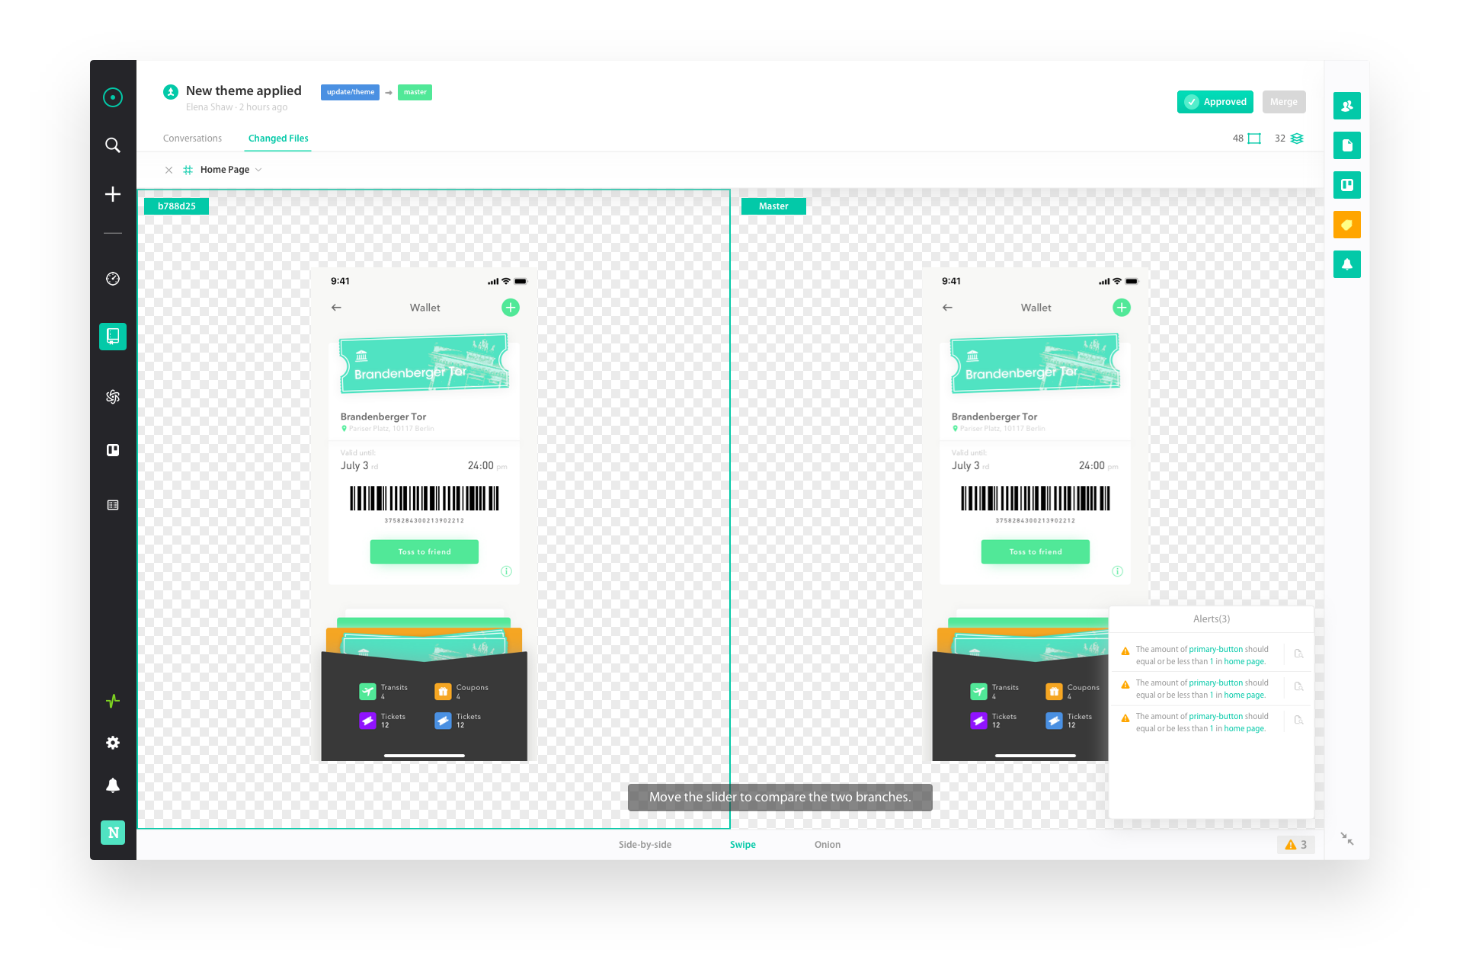 New theme applied
update/theme
master
Elena Shaw · 2 hours ago
Approved
Merge
Conversations
Changed Files
48
32
Home Page
b788d25
Master
9:41
Wallet
Brandenberger Tor
Brandenberger Tor
Pariser Platz, 10117 Berlin
Valid until:
July 3 rd
24:00 pm
3758284300213902212
Toss to friend
Transits
4
Coupons
4
Tickets
12
Tickets
12
9:41
Wallet
Brandenberger Tor
Brandenberger Tor
Pariser Platz, 10117 Berlin
Valid until:
July 3 rd
24:00 pm
3758284300213902212
Toss to friend
Transits
4
Coupons
4
Tickets
12
Tickets
12
Alerts(3)
The amount of primary-button should
equal or be less than 1 in home page.
The amount of primary-button should
equal or be less than 1 in home page.
The amount of primary-button should
equal or be less than 1 in home page.
Move the slider to compare the two branches.
N
Side-by-side
Swipe
Onion
3